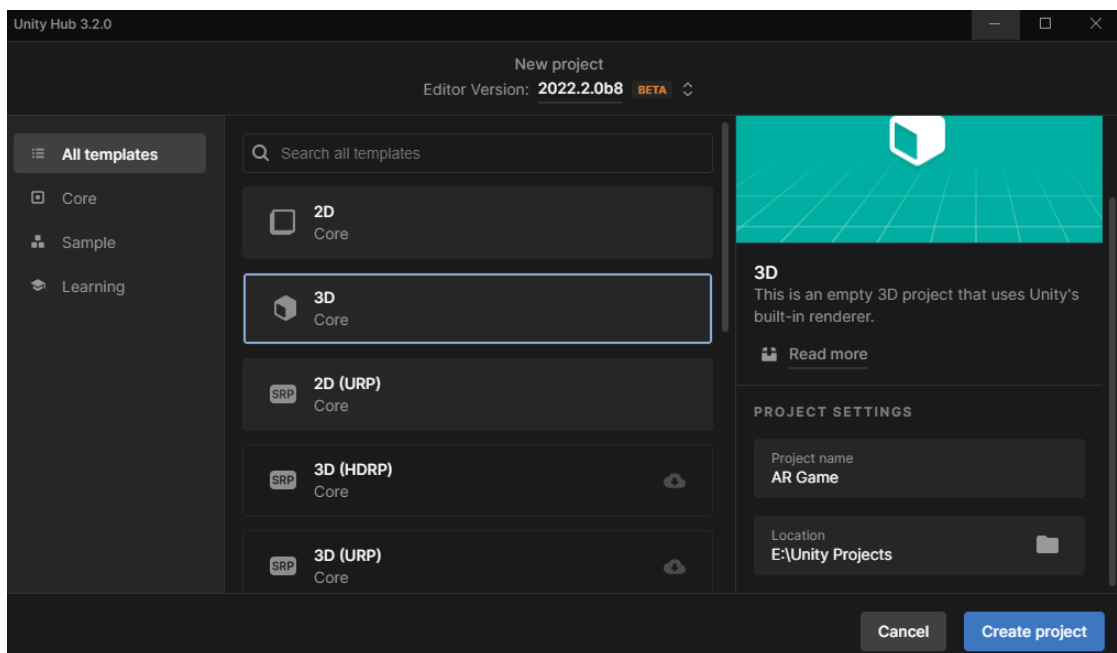 Unity Hub 3.2.0
New project
Editor Version: 2022.2.0b8 BETA
All templates
Core
Sample
Learning
Search all templates
2D
Core
3D
Core
SRP
2D (URP)
Core
SRP
3D (HDRP)
Core
SRP
3D (URP)
Core
3D
This is an empty 3D project that uses Unity's
built-in renderer.
Read more
PROJECT SETTINGS
Project name
AR Game
Location
E:\Unity Projects
Cancel
Create project